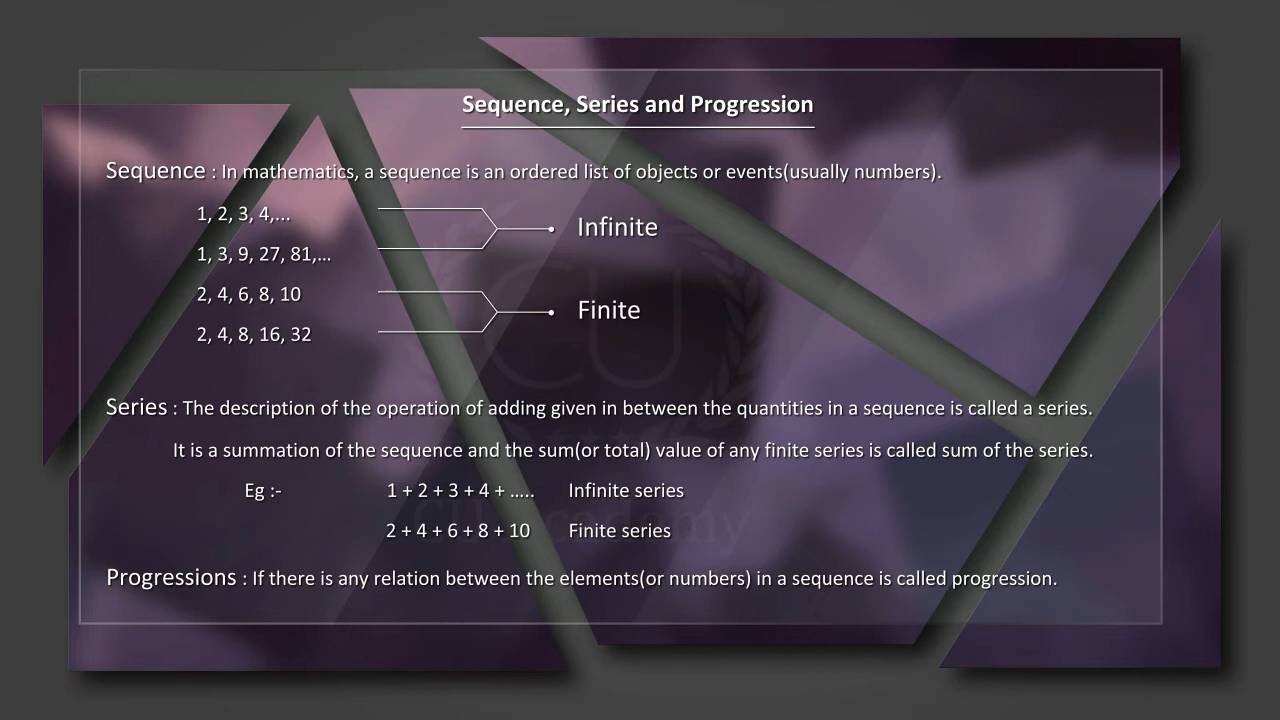 Sequence, Series and Progression
Sequence : In mathematics, a sequence is an ordered list of objects or events(usually numbers).
1, 2, 3, 4,...
1, 3, 9, 27, 81,...
Infinite
2, 4, 6, 8, 10
2, 4, 8, 16, 32
Finite
Series : The description of the operation of adding given in between the quantities in a sequence is called a series.
It is a summation of the sequence and the sum(or total) value of any finite series is called sum of the series.
Eg :- 1 + 2 + 3 + 4 + ..... Infinite series
2 + 4 + 6 + 8 + 10 Finite series
Progressions : If there is any relation between the elements(or numbers) in a sequence is called progression.
CU
CU Academy